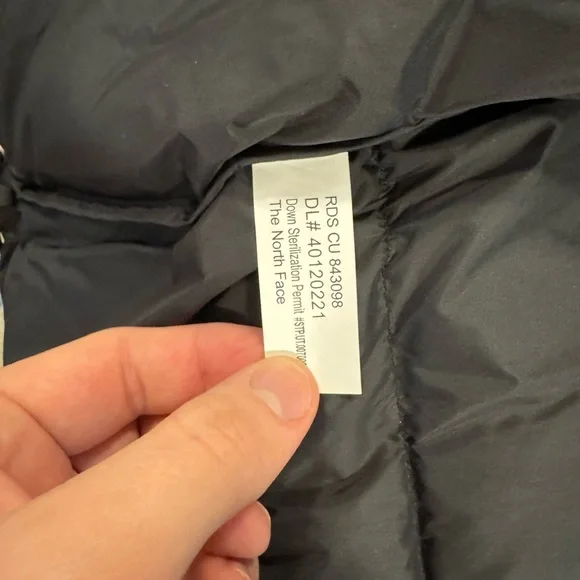 RDS CU 843098
DL# 40120221
Down Sterilization Permit
The North Face